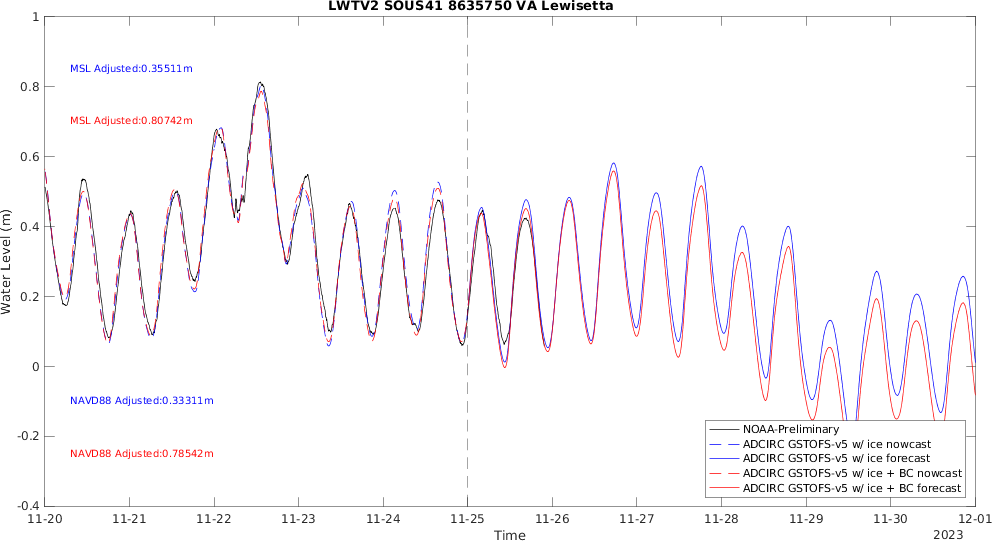 LWTV2 SOUS41 8635750 VA Lewisetta
1
0.8
0.6
0.4
0.2
0
-0.2
-0.4
Water Level (m)
MSL Adjusted:0.35511m
MSL Adjusted:0.80742m
NAVD88 Adjusted:0.33311m
NAVD88 Adjusted:0.78542m
NOAA-Preliminary
ADCIRC GSTOFS-v5 w/ ice nowcast
ADCIRC GSTOFS-v5 w/ ice forecast
ADCIRC GSTOFS-v5 w/ ice + BC nowcast
ADCIRC GSTOFS-v5 w/ ice + BC forecast
11-20 11-21 11-22 11-23 11-24 11-25 11-26 11-27 11-28 11-29 11-30 12-01
Time
2023